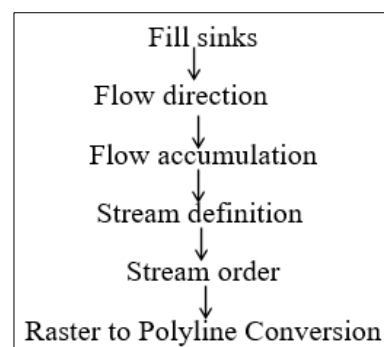 Fill sinks
Flow direction
Flow accumulation
Stream definition
Stream order
Raster to Polyline Conversion